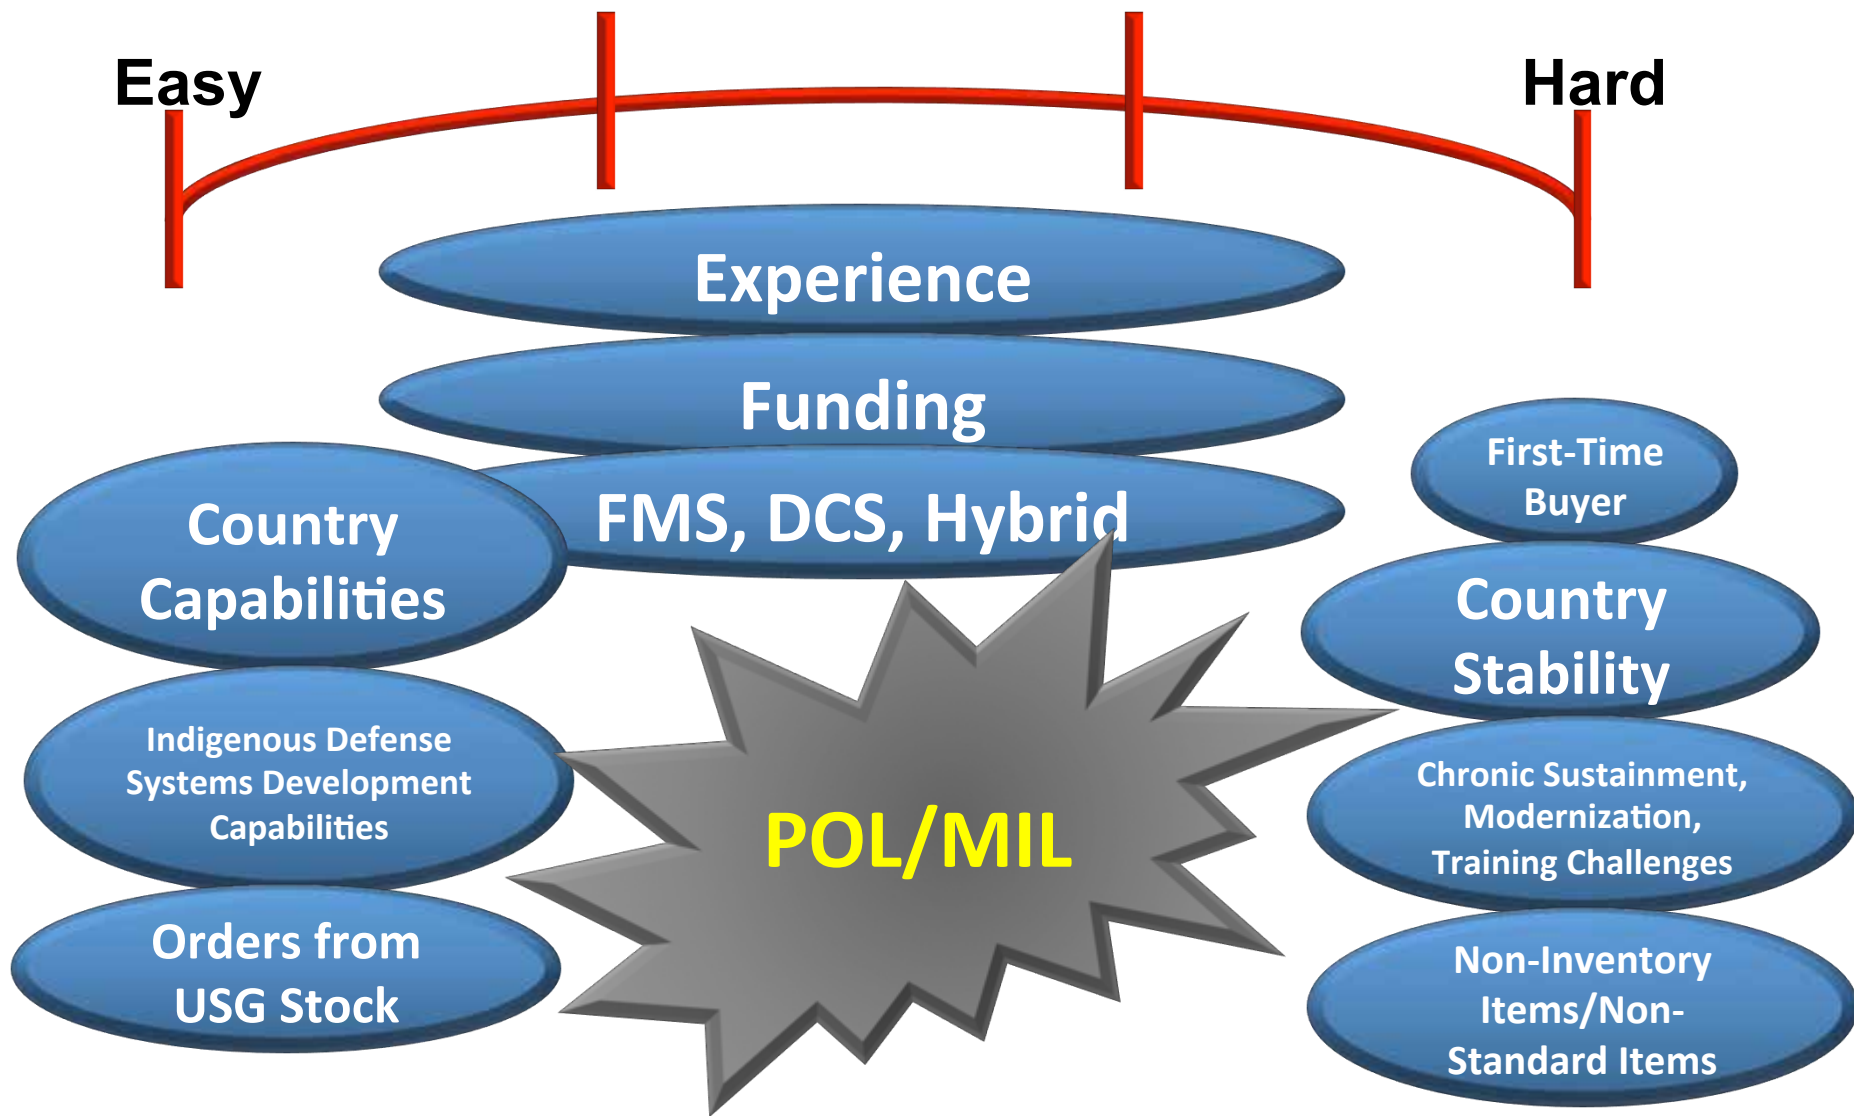 Easy
Hard
Experience
Funding
FMS, DCS, Hybrid
Country
Capabilities
Indigenous Defense
Systems Development
Capabilities
Orders from
USG Stock
POL/MIL
First-Time
Buyer
Country
Stability
Chronic Sustainment,
Modernization,
Training Challenges
Non-Inventory
Items/Non-
Standard Items